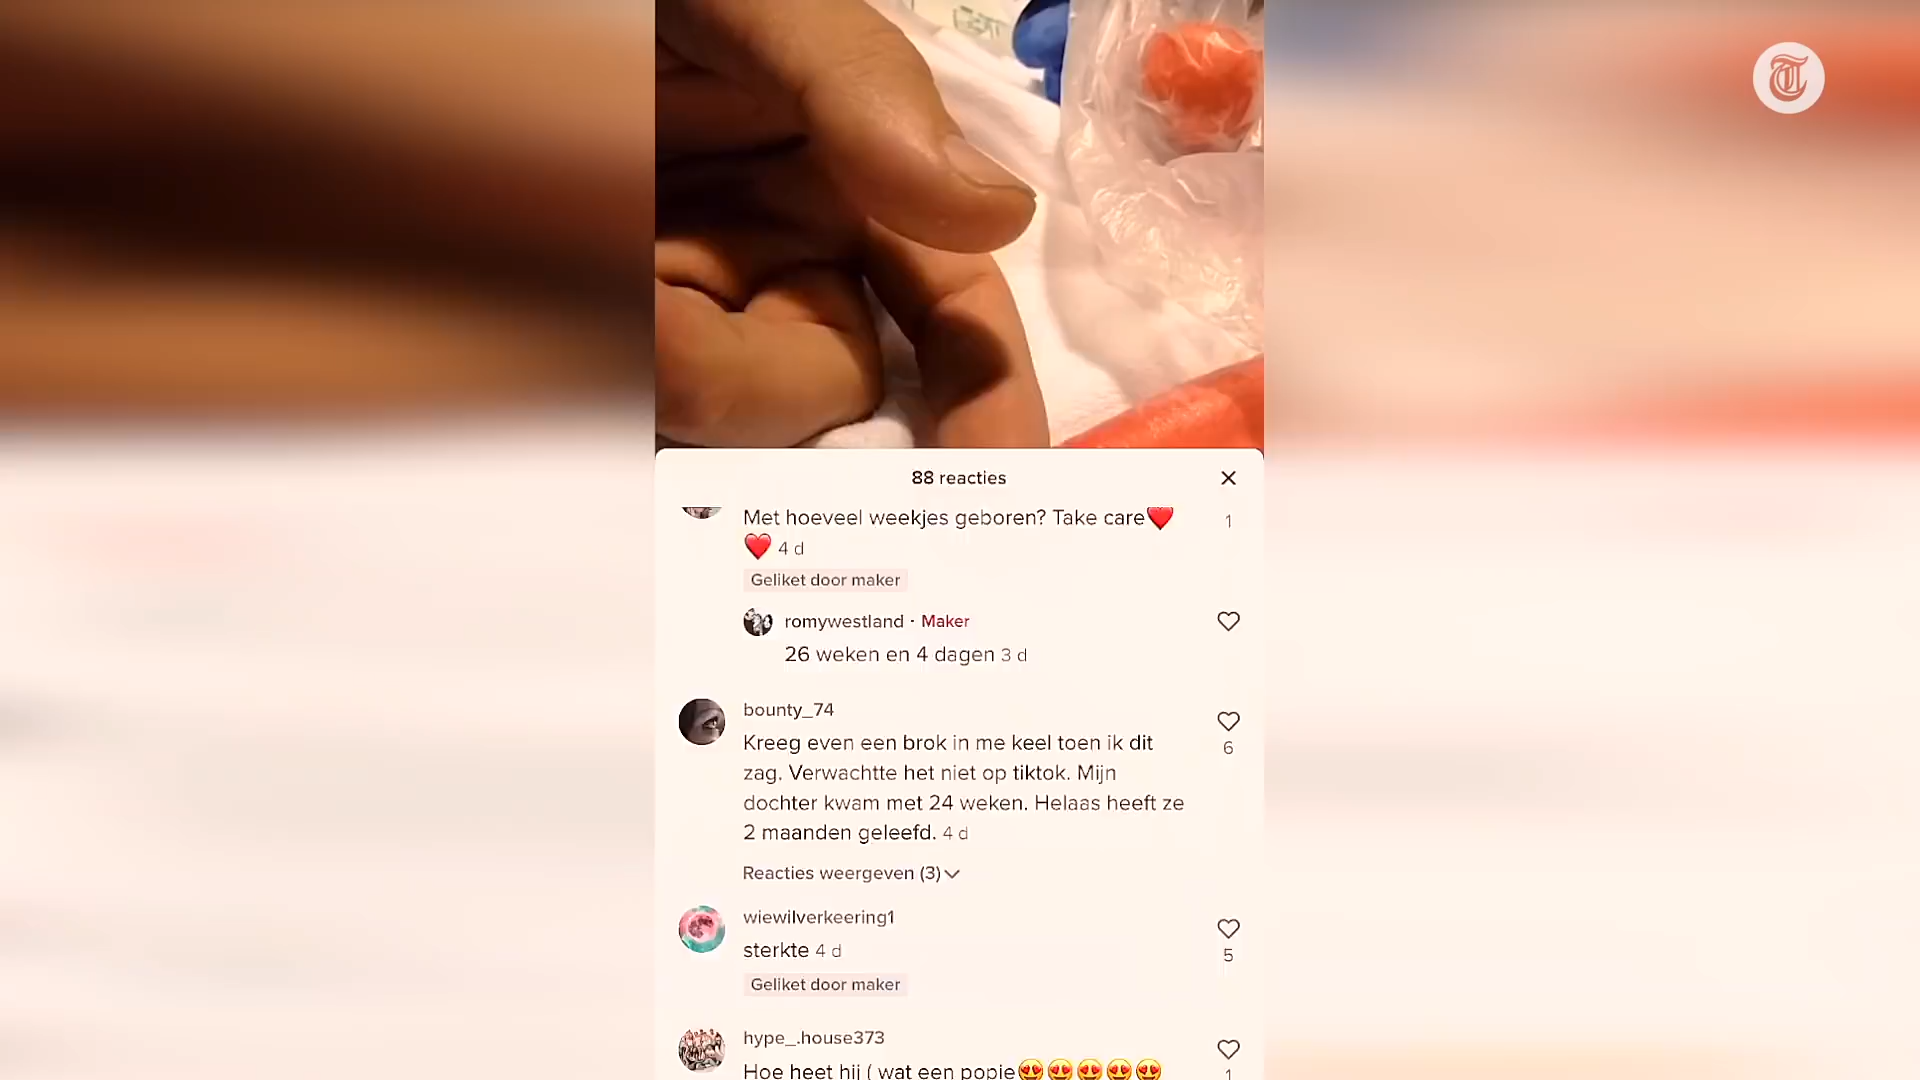 88 reacties
Met hoeveel weekjes geboren? Take care❤️
❤️ 4 d
1
Geliket door maker
romywestland · Maker
26 weken en 4 dagen 3 d
bounty_74
Kreeg even een brok in me keel toen ik dit
zag. Verwachtte het niet op tiktok. Mijn
dochter kwam met 24 weken. Helaas heeft ze
2 maanden geleefd. 4 d
6
Reacties weergeven (3)
wiewilverkeering1
sterkte 4 d
5
Geliket door maker
hype_.house373
Hoe heet hij ( wat een popie😍😍😍😍😍
1
T